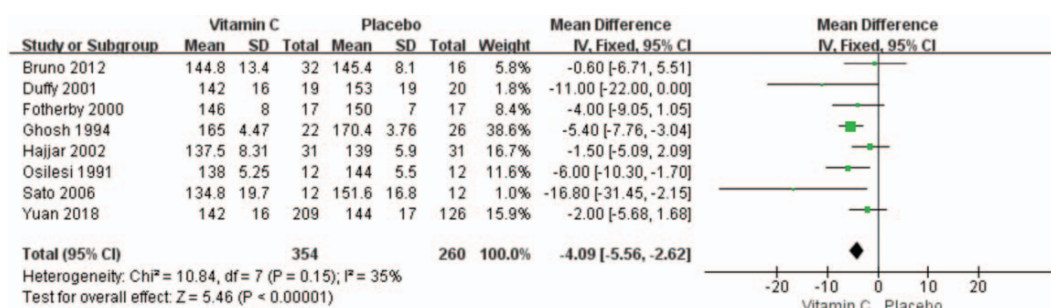 Vitamin C Placebo Mean Difference Mean Difference
Study or Subgroup Mean SD Total Mean SD Total Weight IV, Fixed, 95% CI IV, Fixed, 95% CI
Bruno 2012 144.8 13.4 32 145.4 8.1 16 5.8% -0.60 [-6.71, 5.51]
Duffy 2001 142 16 19 153 19 20 1.8% -11.00 [-22.00, 0.00]
Fotherby 2000 146 8 17 150 7 17 8.4% -4.00 [-9.05, 1.05]
Ghosh 1994 165 4.47 22 170.4 3.76 26 38.6% -5.40 [-7.76, -3.04]
Hajjar 2002 137.5 8.31 31 139 5.9 31 16.7% -1.50 [-5.09, 2.09]
Osilesi 1991 138 5.25 12 144 5.5 12 11.6% -6.00 [-10.30, -1.70]
Sato 2006 134.8 19.7 12 151.6 16.8 12 1.0% -16.80 [-31.45, -2.15]
Yuan 2018 142 16 209 144 17 126 15.9% -2.00 [-5.68, 1.68]
Total (95% CI) 354 260 100.0% -4.09 [-5.56, -2.62]
Heterogeneity: Chi² = 10.84, df = 7 (P = 0.15); I² = 35%
Test for overall effect: Z = 5.46 (P < 0.00001)
-20 -10 0 10 20
Vitamin C Placebo